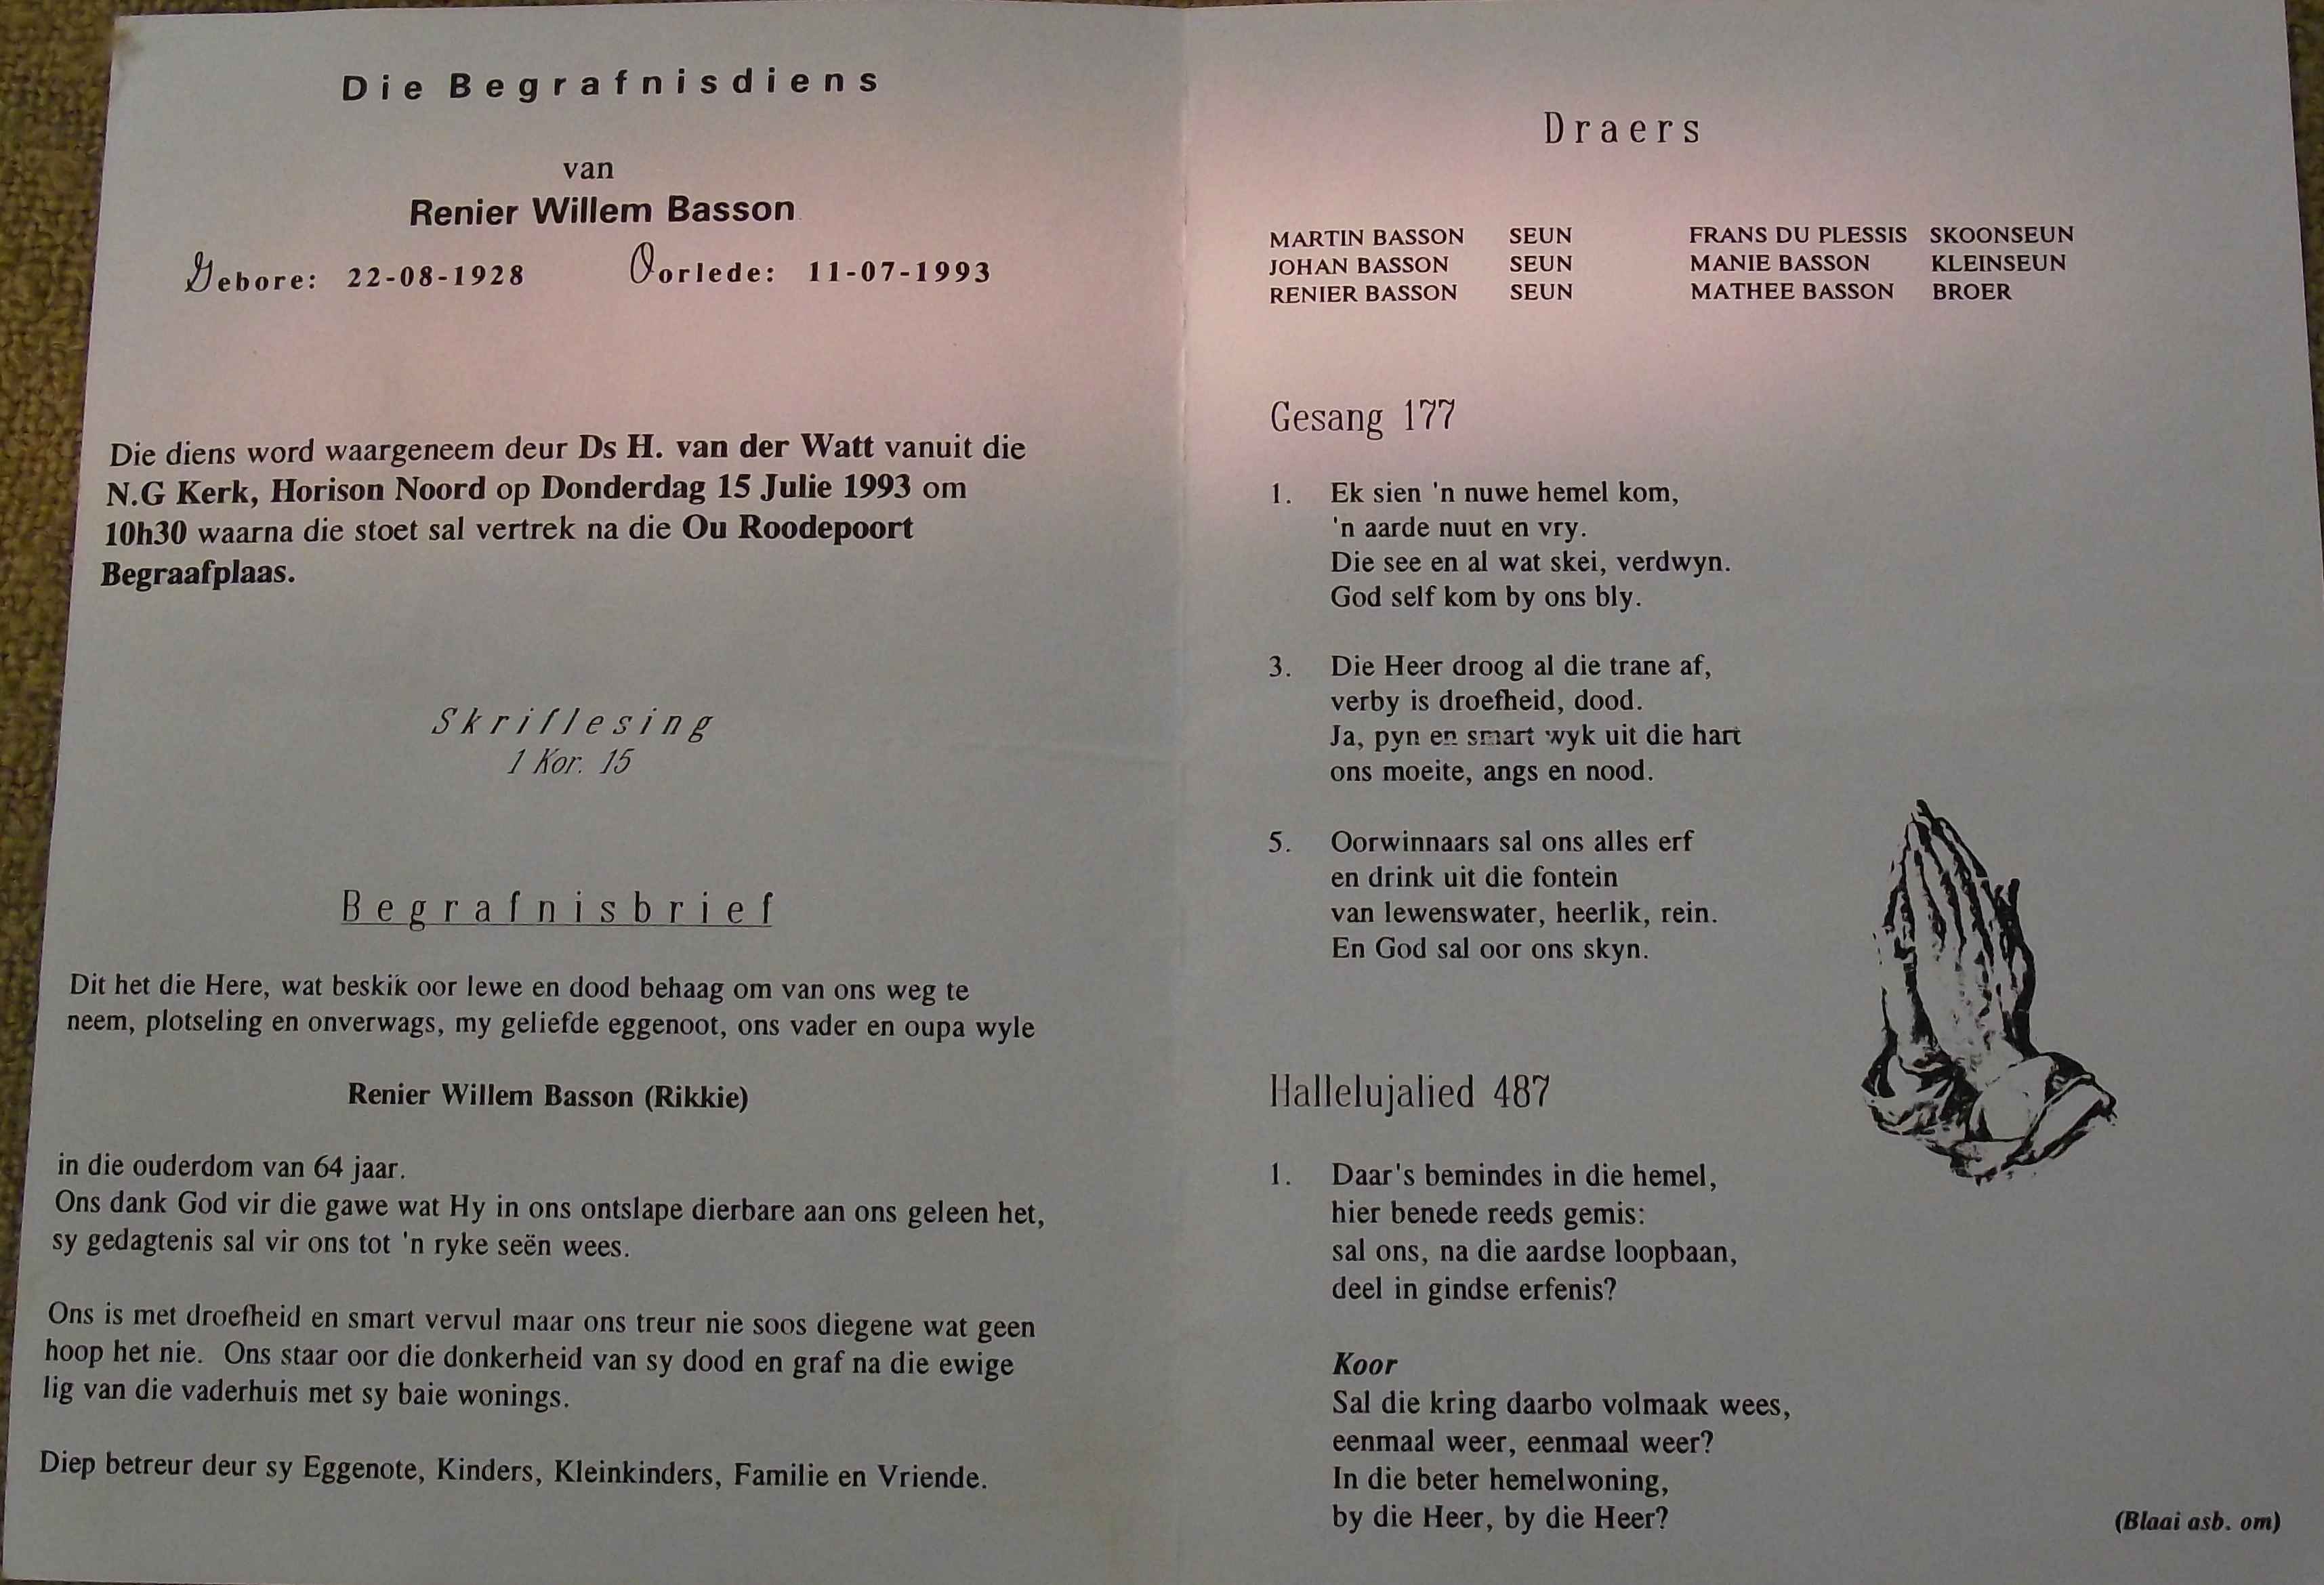 Die Begrafnisdiens
van
Renier Willem Basson
Gebore: 22-08-1928 Oorlede: 11-07-1993
Die diens word waargeneem deur Ds H. van der Watt vanuit die
N.G Kerk, Horison Noord op Donderdag 15 Julie 1993 om
10h30 waarna die stoet sal vertrek na die Ou Roodepoort
Begraafplaas.
Skriflesing
1 Kor. 15
Begrafnisbrief
Dit het die Here, wat beskik oor lewe en dood behaag om van ons weg te
neem, plotseling en onverwags, my geliefde eggenoot, ons vader en oupa wyle
Renier Willem Basson (Rikkie)
in die ouderdom van 64 jaar.
Ons dank God vir die gawe wat Hy in ons ontslape dierbare aan ons geleen het,
sy gedagtenis sal vir ons tot 'n ryke seën wees.
Ons is met droefheid en smart vervul maar ons treur nie soos diegene wat geen
hoop het nie. Ons staar oor die donkerheid van sy dood en graf na die ewige
lig van die vaderhuis met sy baie wonings.
Diep betreur deur sy Eggenote, Kinders, Kleinkinders, Familie en Vriende.
Draers
MARTIN BASSON SEUN FRANS DU PLESSIS SKOONSEUN
JOHAN BASSON SEUN MANIE BASSON KLEINSEUN
RENIER BASSON SEUN MATHEE BASSON BROER
Gesang 177
1. Ek sien 'n nuwe hemel kom,
'n aarde nuut en vry.
Die see en al wat skei, verdwyn.
God self kom by ons bly.
3. Die Heer droog al die trane af,
verby is droefheid, dood.
Ja, pyn en smart wyk uit die hart
ons moeite, angs en nood.
5. Oorwinnaars sal ons alles erf
en drink uit die fontein
van lewenswater, heerlik, rein.
En God sal oor ons skyn.
Hallelujalied 487
1. Daar's bemindes in die hemel,
hier benede reeds gemis:
sal ons, na die aardse loopbaan,
deel in gindse erfenis?
Koor
Sal die kring daarbo volmaak wees,
eenmaal weer, eenmaal weer?
In die beter hemelwoning,
by die Heer, by die Heer?
(Blaai asb. om)